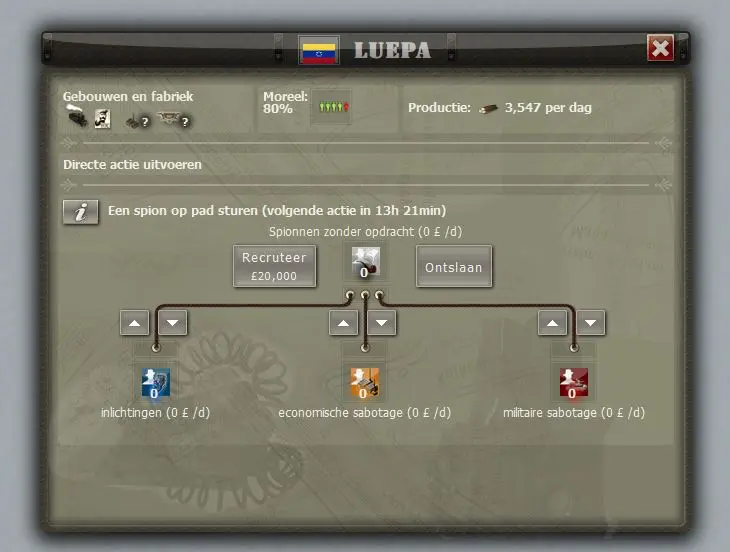 LUEPA
Gebouwen en fabriek
Moreel:
80%
Productie: 3,547 per dag
? ?
Directe actie uitvoeren
i Een spion op pad sturen (volgende actie in 13h 21min)
Spionnen zonder opdracht (0 £ /d)
Recruteer
£20,000
0
Ontslaan
0 0 0
inlichtingen (0 £ /d) economische sabotage (0 £ /d) militaire sabotage (0 £ /d)